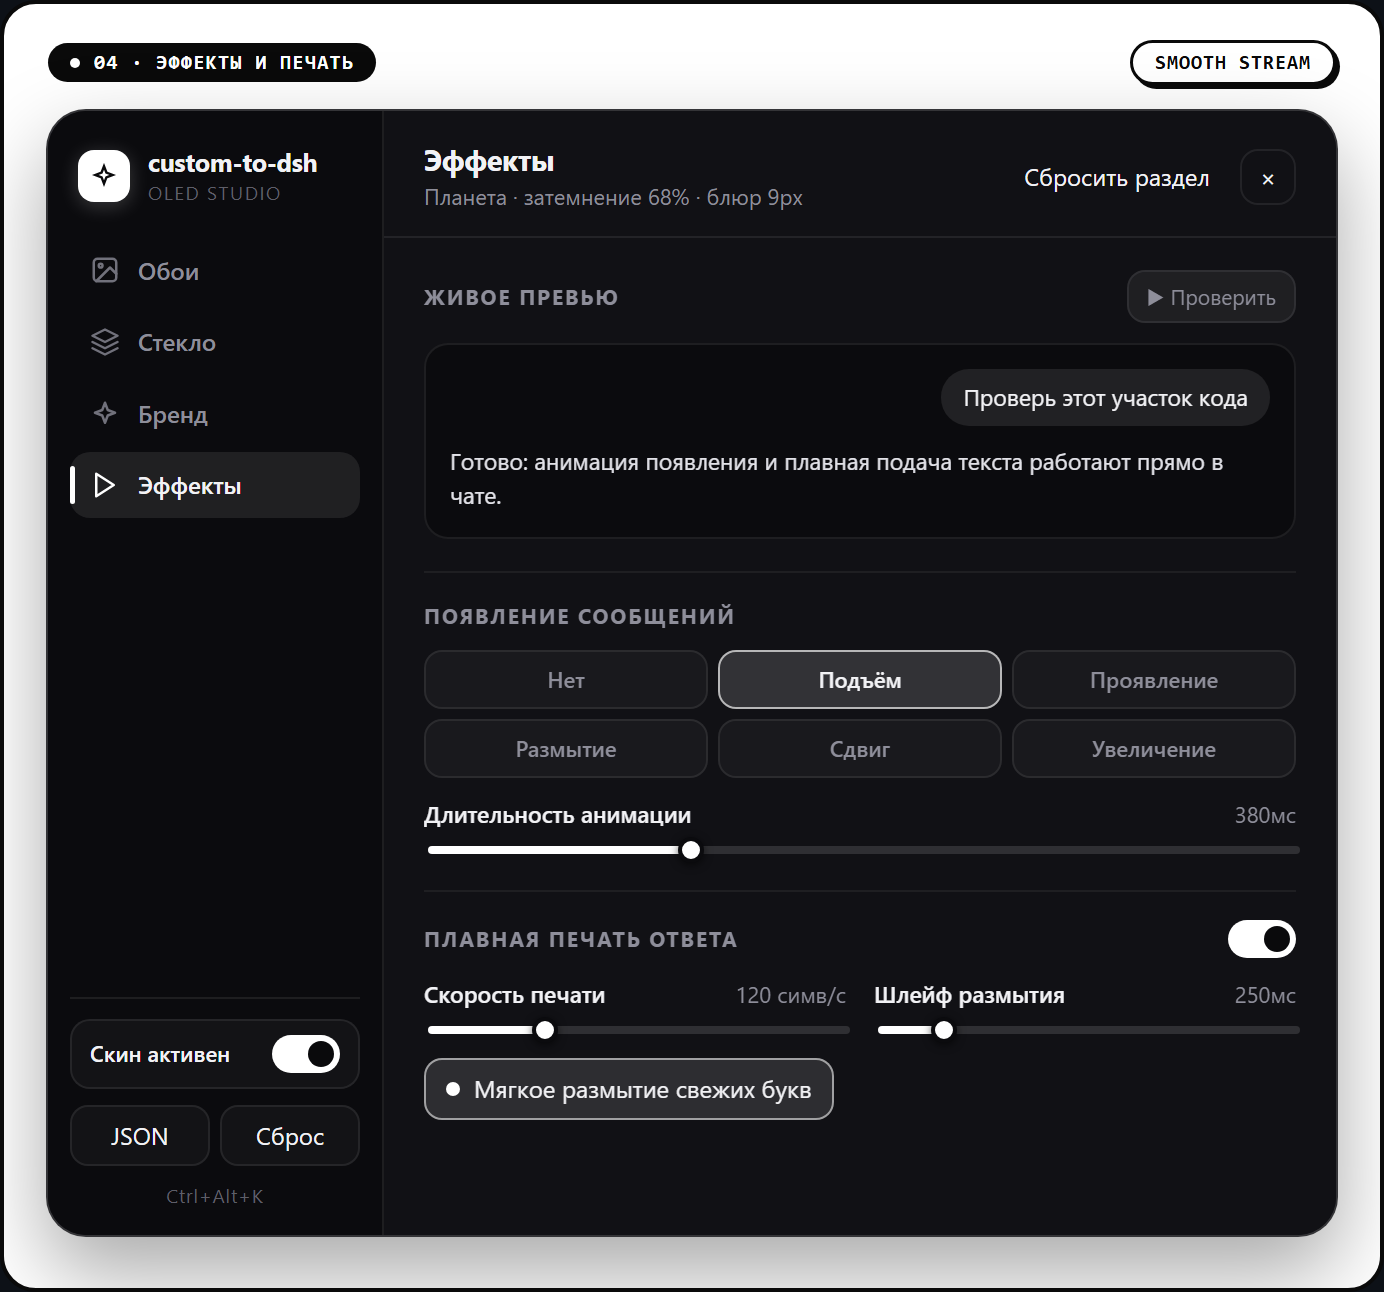 04 · ЭФФЕКТЫ И ПЕЧАТЬ
SMOOTH STREAM
custom-to-dsh
OLED STUDIO
Обои
Стекло
Бренд
Эффекты
Скин активен
JSON
Сброс
Ctrl+Alt+K
Эффекты
Планета · затемнение 68% · блюр 9px
Сбросить раздел
×
ЖИВОЕ ПРЕВЬЮ
▶ Проверить
Проверь этот участок кода
Готово: анимация появления и плавная подача текста работают прямо в
чате.
ПОЯВЛЕНИЕ СООБЩЕНИЙ
Нет
Подъём
Проявление
Размытие
Сдвиг
Увеличение
Длительность анимации
380мс
ПЛАВНАЯ ПЕЧАТЬ ОТВЕТА
Скорость печати
120 симв/с
Шлейф размытия
250мс
Мягкое размытие свежих букв